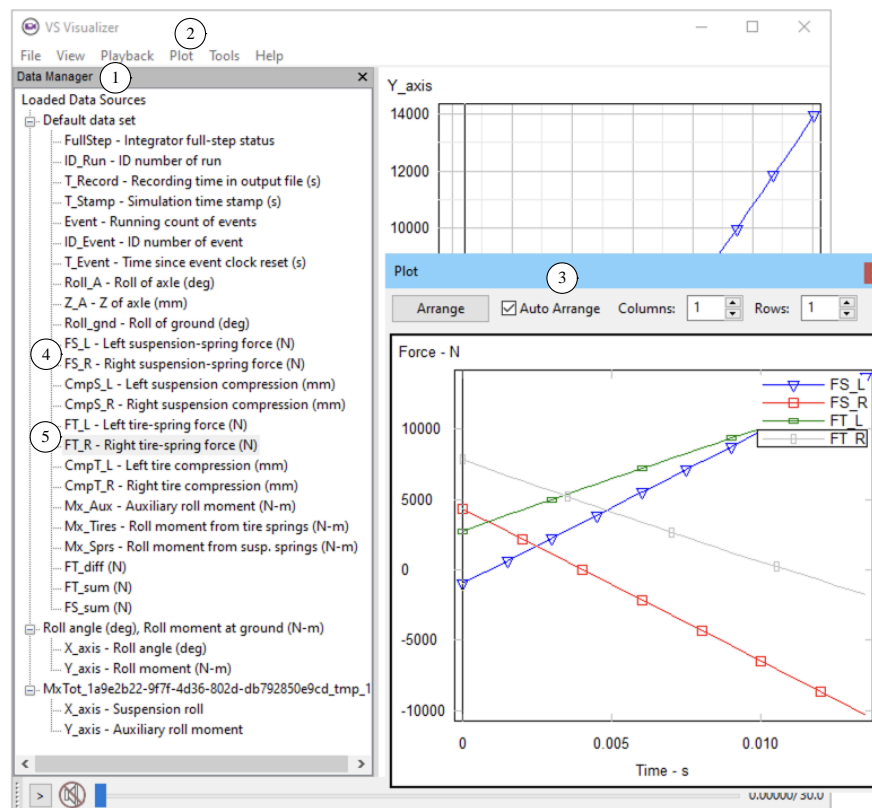 VS Visualizer
2
File View Playback Plot Tools Help
Data Manager
1
Loaded Data Sources
Default data set
FullStep - Integrator full-step status
ID_Run - ID number of run
T_Record - Recording time in output file (s)
T_Stamp - Simulation time stamp (s)
Event - Running count of events
ID_Event - ID number of event
T_Event - Time since event clock reset (s)
Roll_A - Roll of axle (deg)
Z_A - Z of axle (mm)
Roll_gnd - Roll of ground (deg)
FS_L - Left suspension-spring force (N)
4
FS_R - Right suspension-spring force (N)
CmpS_L - Left suspension compression (mm)
CmpS_R - Right suspension compression (mm)
FT_L - Left tire-spring force (N)
5
FT_R - Right tire-spring force (N)
CmpT_L - Left tire compression (mm)
CmpT_R - Right tire compression (mm)
Mx_Aux - Auxiliary roll moment (N-m)
Mx_Tires - Roll moment from tire springs (N-m)
Mx_Sprs - Roll moment from susp. springs (N-m)
FT_diff (N)
FT_sum (N)
FS_sum (N)
Roll angle (deg), Roll moment at ground (N-m)
X_axis - Roll angle (deg)
Y_axis - Roll moment (N-m)
MxTot_1a9e2b22-9f7f-4d36-802d-db792850e9cd_tmp_1
X_axis - Suspension roll
Y_axis - Auxiliary roll moment
Y_axis
14000
12000
10000
Plot
3
Arrange Auto Arrange Columns: 1 Rows: 1
Force - N
FS_L
FS_R
FT_L
FT_R
10000
5000
0
-5000
-10000
0 0.005 0.010
Time - s
> 0.00000/ 30.0